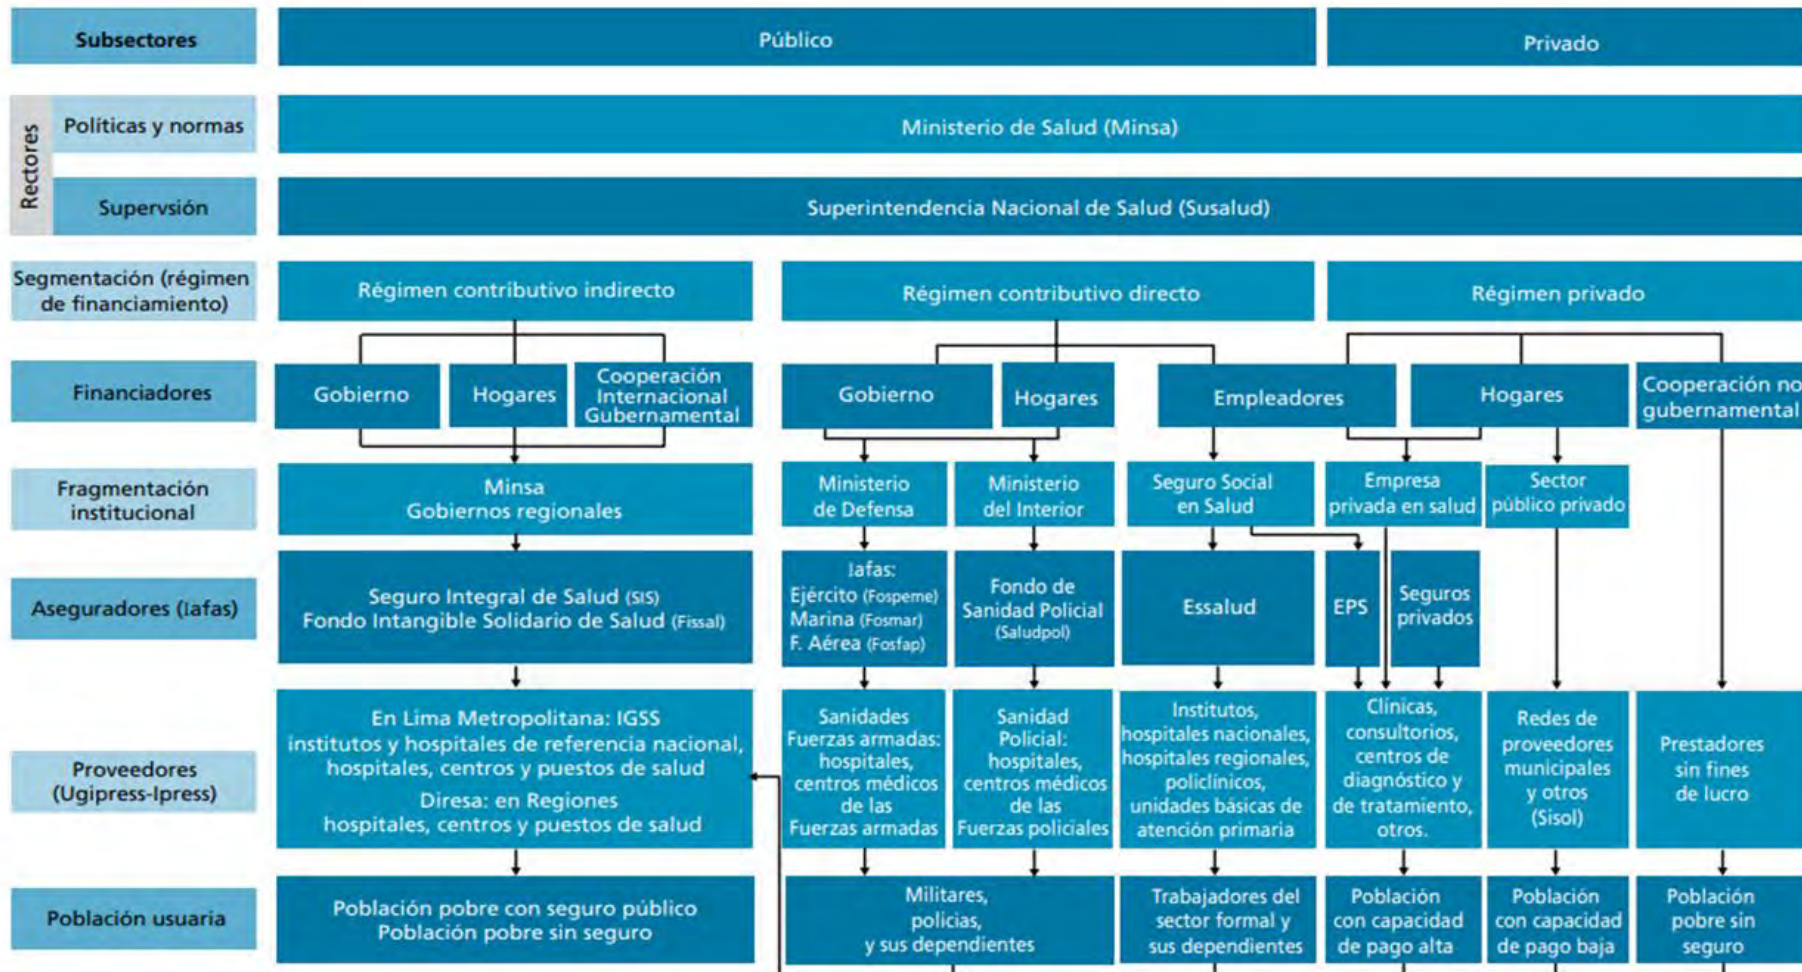 Subsectores
Público
Privado
Rectores
Políticas y normas
Ministerio de Salud (Minsa)
Supervsión
Superintendencia Nacional de Salud (Susalud)
Segmentación (régimen
de financiamiento)
Régimen contributivo indirecto
Régimen contributivo directo
Régimen privado
Financiadores
Gobierno
Hogares
Cooperación
Internacional
Gubernamental
Gobierno
Hogares
Empleadores
Hogares
Cooperación no
gubernamental
Fragmentación
institucional
Minsa
Gobiernos regionales
Ministerio
de Defensa
Ministerio
del Interior
Seguro Social
en Salud
Empresa
privada en salud
Sector
público privado
Aseguradores (Iafas)
Seguro Integral de Salud (SIS)
Fondo Intangible Solidario de Salud (Fissal)
Iafas:
Ejército (Fospeme)
Marina (Fosmar)
F. Aérea (Fosfap)
Fondo de
Sanidad Policial
(Saludpol)
Essalud
EPS
Seguros
privados
Proveedores
(Ugipress-Ipress)
En Lima Metropolitana: IGSS
institutos y hospitales de referencia nacional,
hospitales, centros y puestos de salud
Diresa: en Regiones
hospitales, centros y puestos de salud
Sanidades
Fuerzas armadas:
hospitales,
centros médicos
de las
Fuerzas armadas
Sanidad
Policial:
hospitales,
centros médicos
de las
Fuerzas policiales
Institutos,
hospitales nacionales,
hospitales regionales,
policlínicos,
unidades básicas de
atención primaria
Clínicas,
consultorios,
centros de
diagnóstico y
de tratamiento,
otros.
Redes de
proveedores
municipales
y otros
(Sisol)
Prestadores
sin fines
de lucro
Población usuaria
Población pobre con seguro público
Población pobre sin seguro
Militares,
policias,
y sus dependientes
Trabajadores del
sector formal y
sus dependientes
Población
con capacidad
de pago alta
Población
con capacidad
de pago baja
Población
pobre sin
seguro